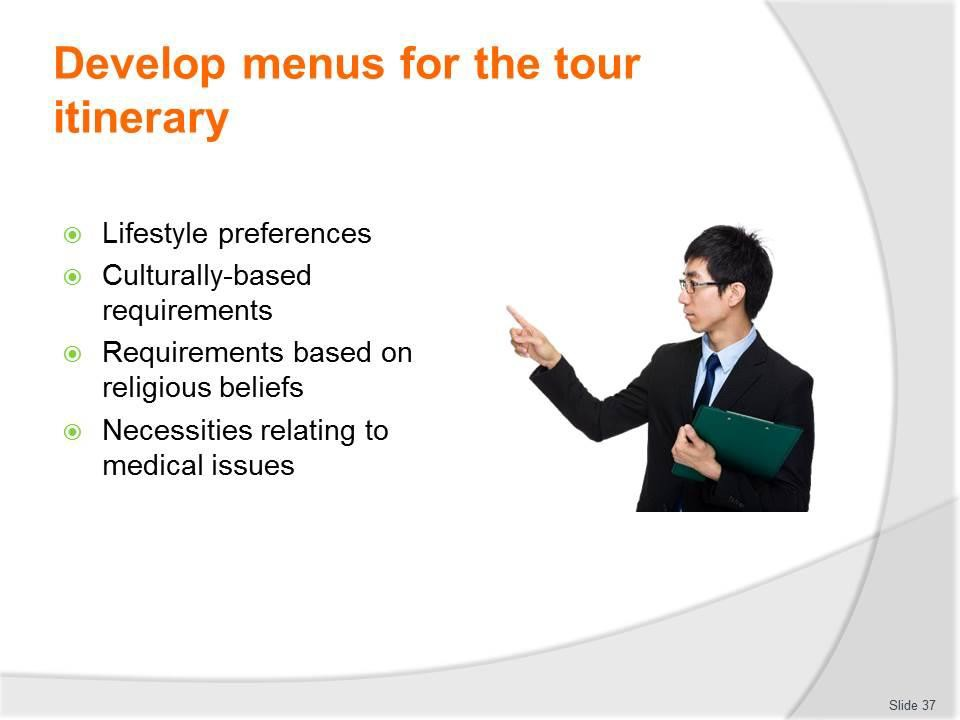 Develop menus for the tour
itinerary
Lifestyle preferences
Culturally-based
requirements
Requirements based on
religious beliefs
Necessities relating to
medical issues
Slide 37